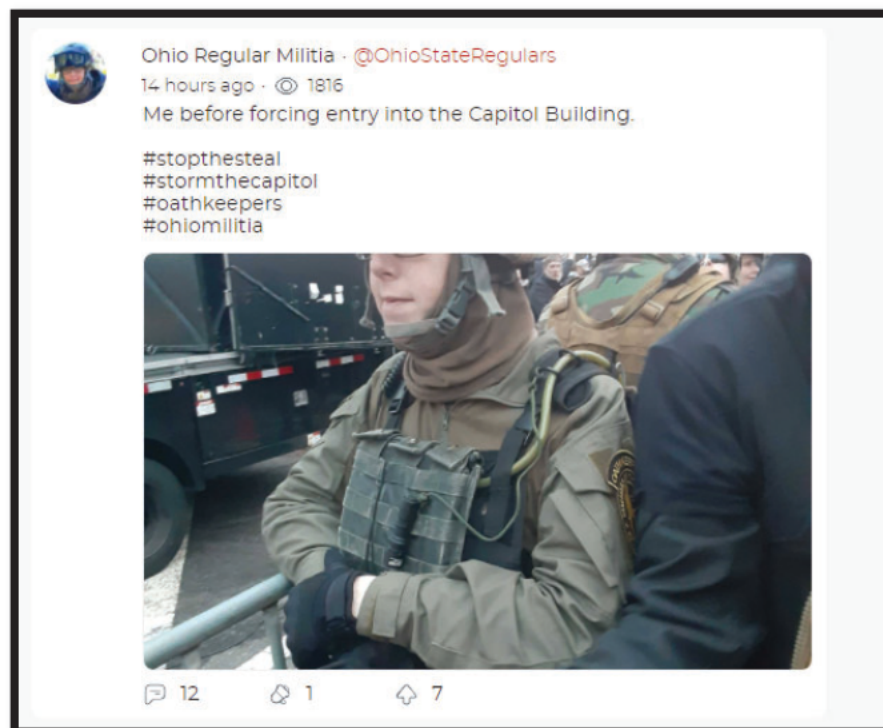 Ohio Regular Militia · @OhioStateRegulars
14 hours ago · 1816
Me before forcing entry into the Capitol Building.
#stopthesteal
#stormthecapitol
#oathkeepers
#ohiomilitia
12 1 7